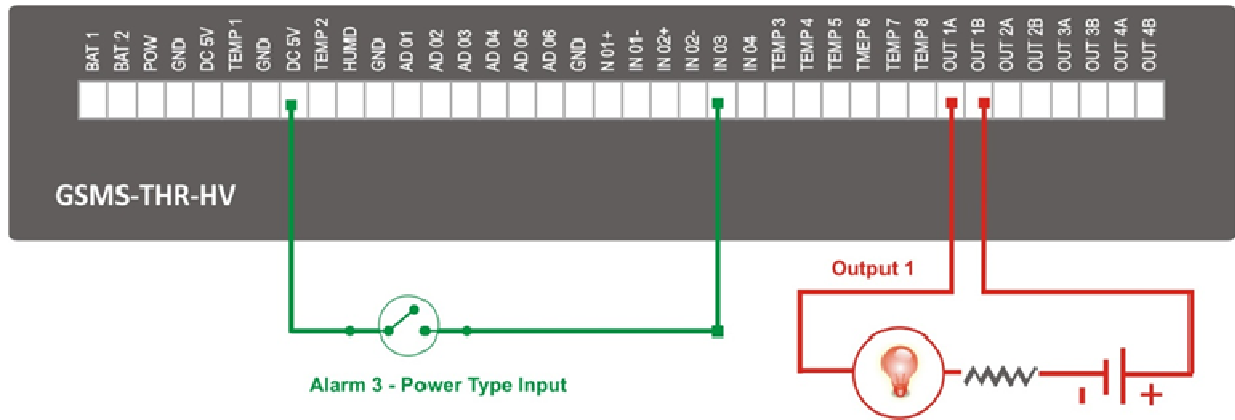 BAT 1
BAT 2
POW
GND
DC 5V
TEMP 1
GND
DC 5V
TEMP 2
HUMD
GND
AD 01
AD 02
AD 03
AD 04
AD 05
AD 06
GND
N 01+
IN 01-
IN 02+
IN 02-
IN 03
IN 04
TEMP 3
TEMP 4
TEMP 5
TMEP 6
TEMP 7
TEMP 8
OUT 1A
OUT 1B
OUT 2A
OUT 2B
OUT 3A
OUT 3B
OUT 4A
OUT 4B
GSMS-THR-HV
Output 1
Alarm 3 - Power Type Input
- +